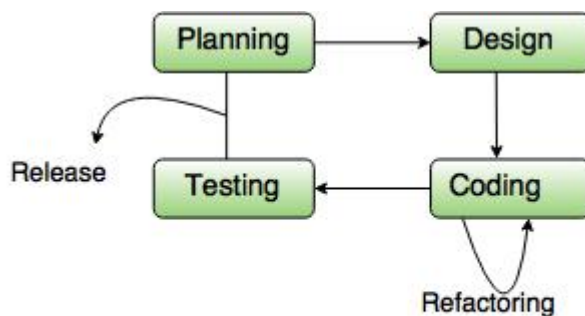 Planning
Design
Release
Testing
Coding
Refactoring